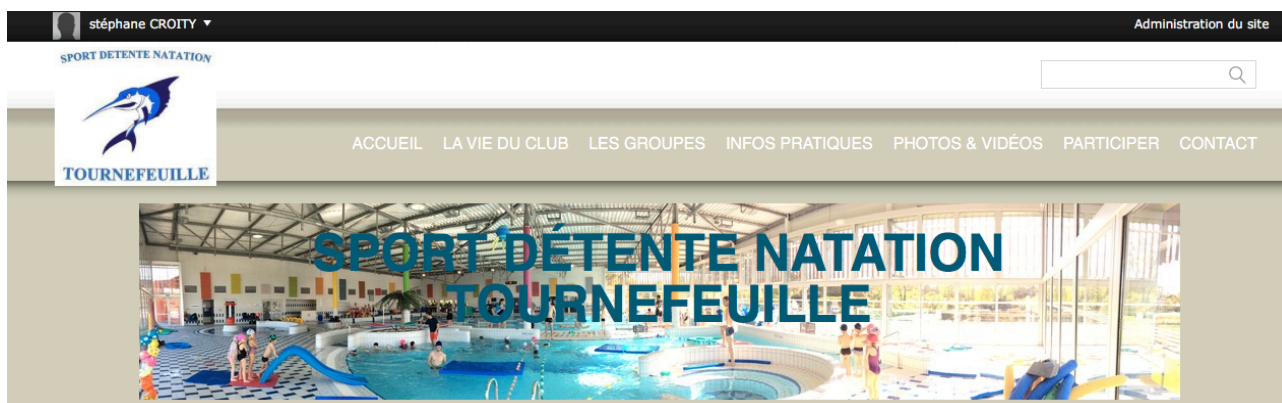 stéphane CROITY ▼
Administration du site
SPORT DETENTE NATATION
TOURNEFEUILLE
ACCUEIL LA VIE DU CLUB LES GROUPES INFOS PRATIQUES PHOTOS & VIDÉOS PARTICIPER CONTACT
SPORT DÉTENTE NATATION
TOURNEFEUILLE